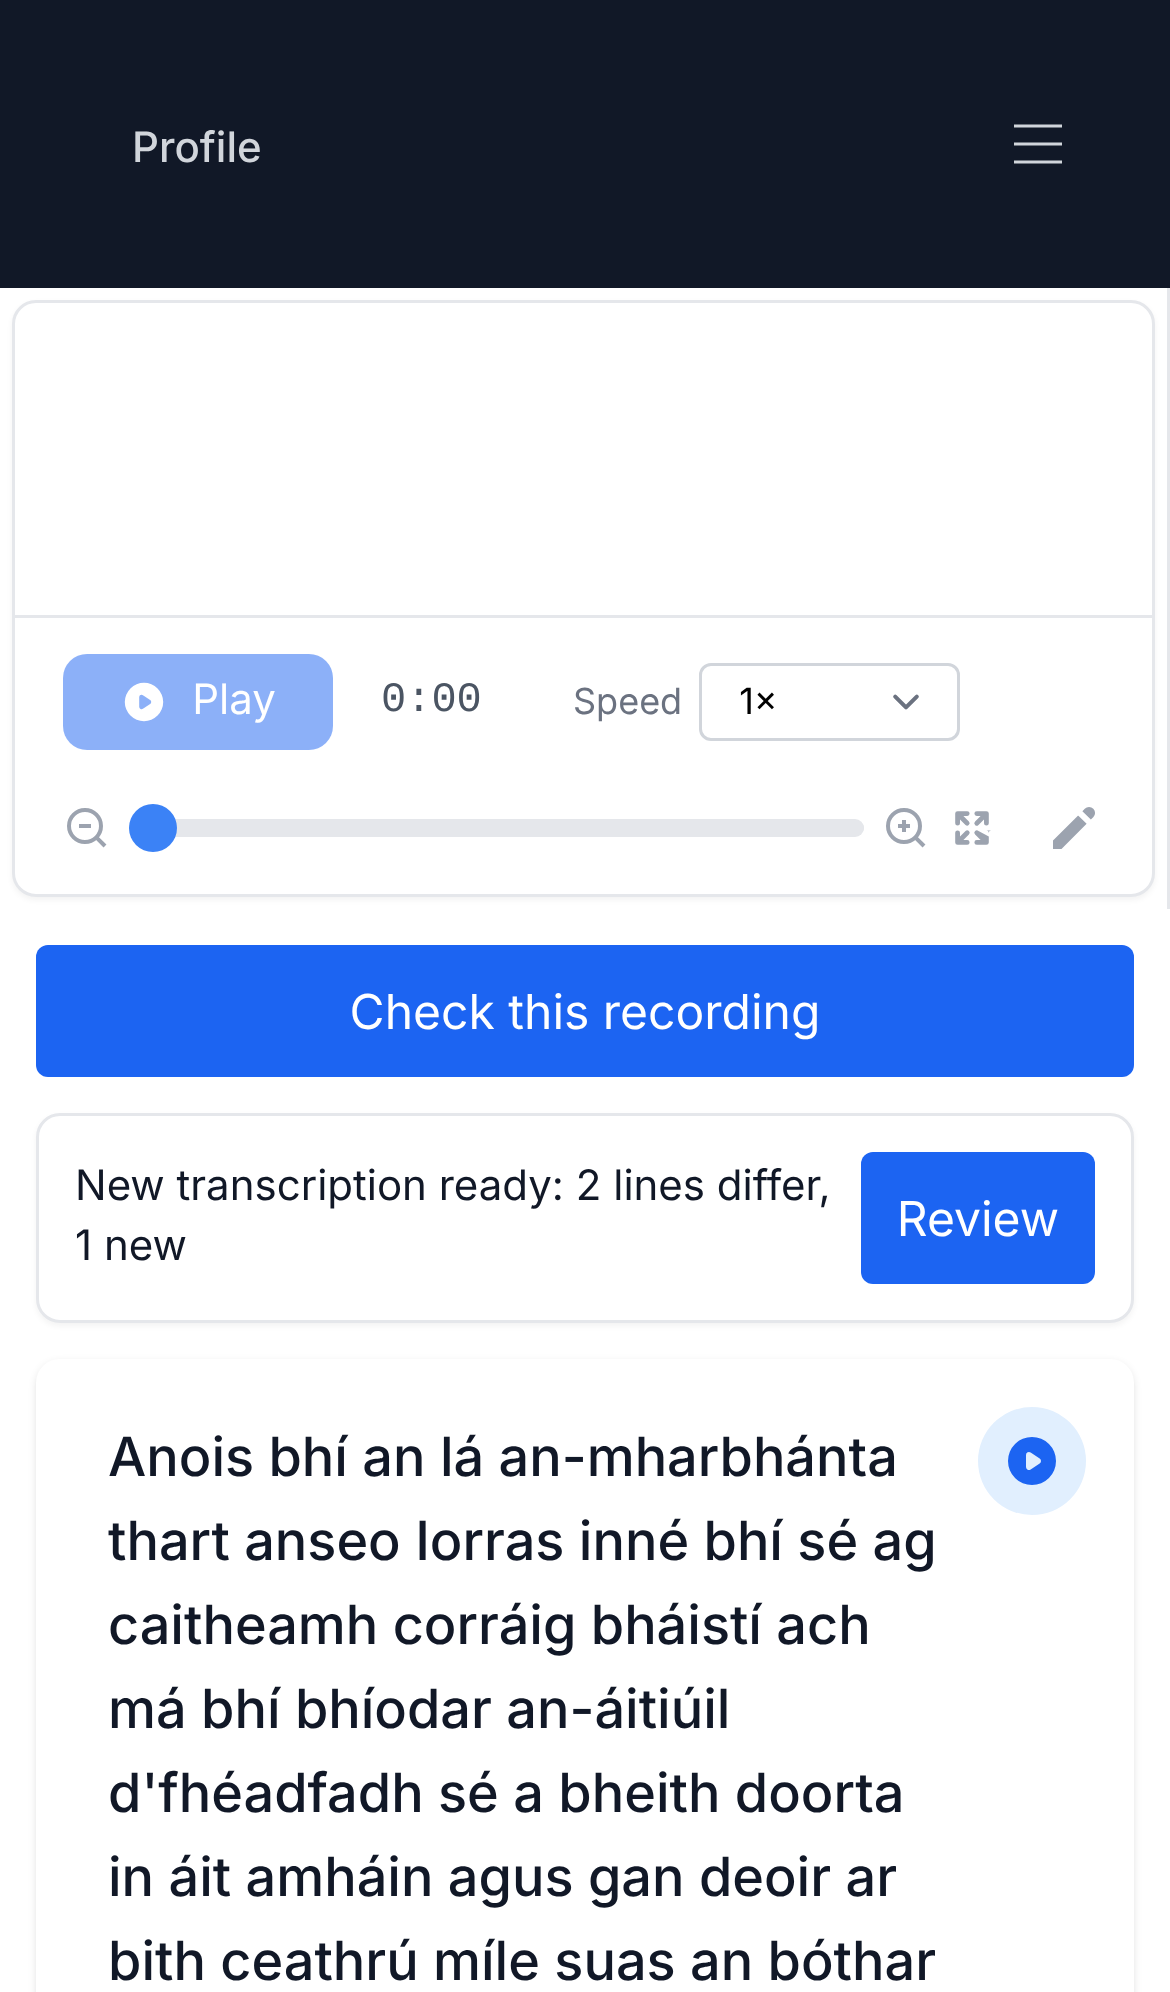 Profile
Play
0:00
Speed
1×
Check this recording
New transcription ready: 2 lines differ,
1 new
Review
Anois bhí an lá an-mharbhánta
thart anseo Iorras inné bhí sé ag
caitheamh corráig bháistí ach
má bhí bhíodar an-áitiúil
d'fhéadfadh sé a bheith doorta
in áit amháin agus gan deoir ar
bith ceathrú míle suas an bóthar